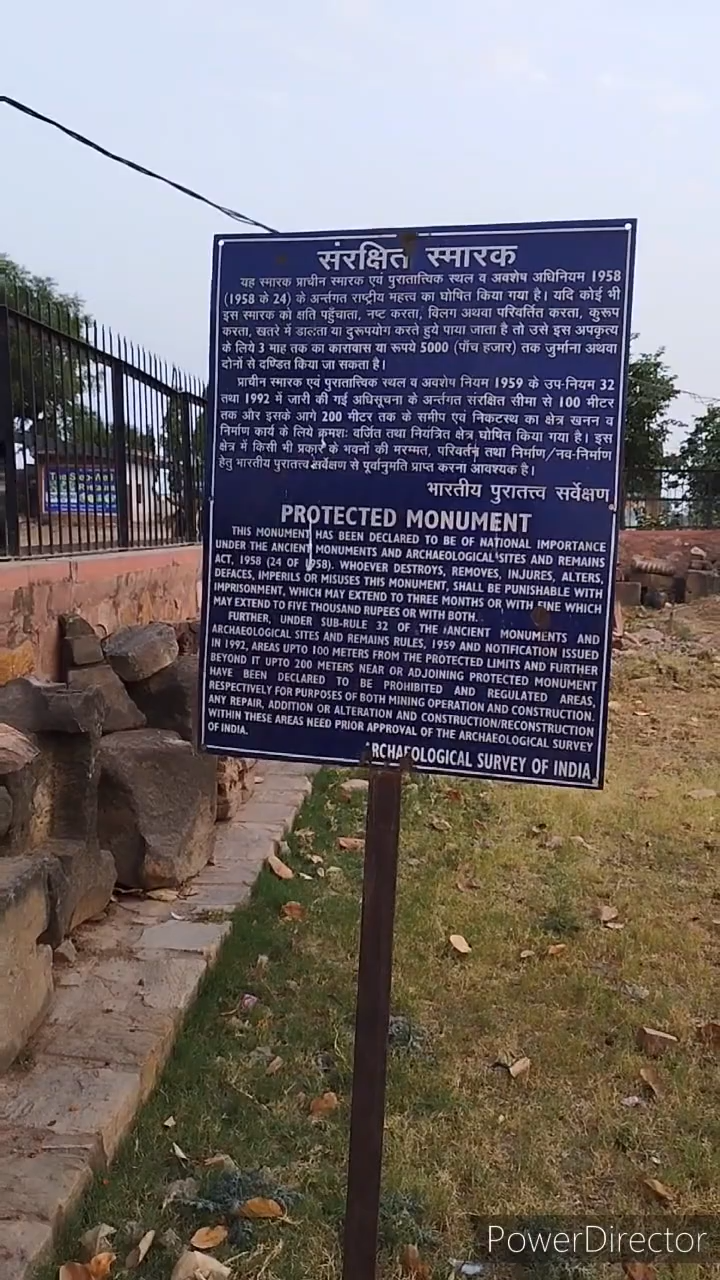 संरक्षित स्मारक
यह स्मारक प्राचीन स्मारक एवं पुरातात्विक स्थल व अवशेष अधिनियम 1958
(1958 के 24) के अर्न्तगत राष्ट्रीय महत्व का घोषित किया गया है। यदि कोई भी
इस स्मारक को क्षति पहुँचाता, नष्ट करता, विलग अथवा परिवर्तित करता, कुरूप
करता, खतरे में डालता या दुरूपयोग करते हुये पाया जाता है तो उसे इस अपकृत्य
के लिये 3 माह तक का कारावास या रूपये 5000 (पाँच हजार) तक जुर्माना अथवा
दोनों से दण्डित किया जा सकता है।
प्राचीन स्मारक एवं पुरातात्विक स्थल व अवशेष नियम 1959 के उप-नियम 32
तथा 1992 में जारी की गई अधिसूचना के अर्न्तगत संरक्षित सीमा से 100 मीटर
तक और इसके आगे 200 मीटर तक के समीप एवं निकटस्थ का क्षेत्र खनन व
निर्माण कार्य के लिये क्रमशः वर्जित तथा नियंत्रित क्षेत्र घोषित किया गया है। इस
क्षेत्र में किसी भी प्रकार के भवनों की मरम्मत, परिवर्तन तथा निर्माण/नव-निर्माण
हेतु भारतीय पुरातत्व सर्वेक्षण से पूर्वानुमति प्राप्त करना आवश्यक है।
भारतीय पुरातत्त्व सर्वेक्षण
PROTECTED MONUMENT
THIS MONUMENT HAS BEEN DECLARED TO BE OF NATIONAL IMPORTANCE
UNDER THE ANCIENT MONUMENTS AND ARCHAEOLOGICAL SITES AND REMAINS
ACT, 1958 (24 OF 1958). WHOEVER DESTROYS, REMOVES, INJURES, ALTERS,
DEFACES, IMPERILS OR MISUSES THIS MONUMENT, SHALL BE PUNISHABLE WITH
IMPRISONMENT, WHICH MAY EXTEND TO THREE MONTHS OR WITH FINE WHICH
MAY EXTEND TO FIVE THOUSAND RUPEES OR WITH BOTH.
FURTHER, UNDER SUB-RULE 32 OF THE ANCIENT MONUMENTS AND
ARCHAEOLOGICAL SITES AND REMAINS RULES, 1959 AND NOTIFICATION ISSUED
IN 1992, AREAS UPTO 100 METERS FROM THE PROTECTED LIMITS AND FURTHER
BEYOND IT UPTO 200 METERS NEAR OR ADJOINING PROTECTED MONUMENT
HAVE BEEN DECLARED TO BE PROHIBITED AND REGULATED AREAS,
RESPECTIVELY FOR PURPOSES OF BOTH MINING OPERATION AND CONSTRUCTION.
ANY REPAIR, ADDITION OR ALTERATION AND CONSTRUCTION/RECONSTRUCTION
WITHIN THESE AREAS NEED PRIOR APPROVAL OF THE ARCHAEOLOGICAL SURVEY
OF INDIA.
ARCHAEOLOGICAL SURVEY OF INDIA
PowerDirector